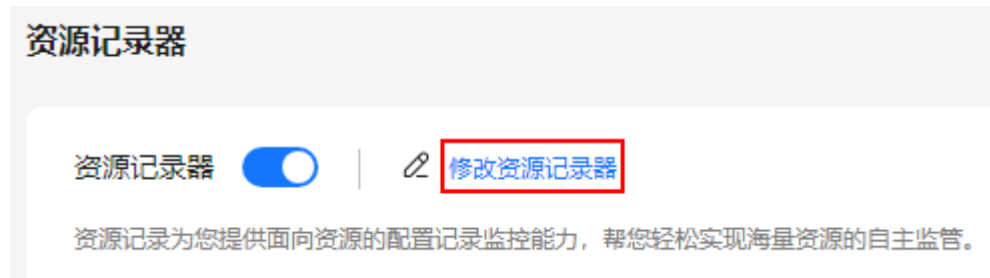 资源记录器
资源记录器 修改资源记录器
资源记录为您提供面向资源的配置记录监控能力，帮您轻松实现海量资源的自主监管。